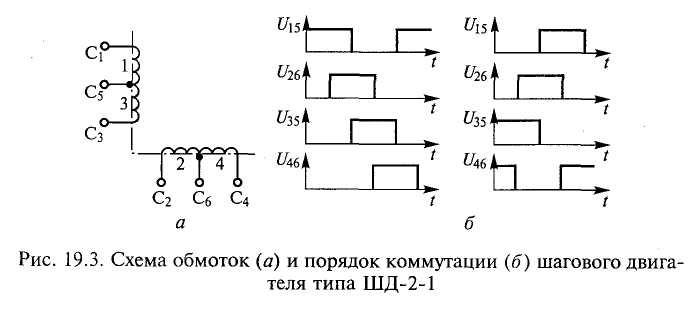 C1
1
C5
3
C3
2 4
C2 C6 C4
а
U15 t
U26 t
U35 t
U46 t
U15 t
U26 t
U35 t
U46 t
б
Рис. 19.3. Схема обмоток (а) и порядок коммутации (б) шагового двига-
теля типа ШД-2-1